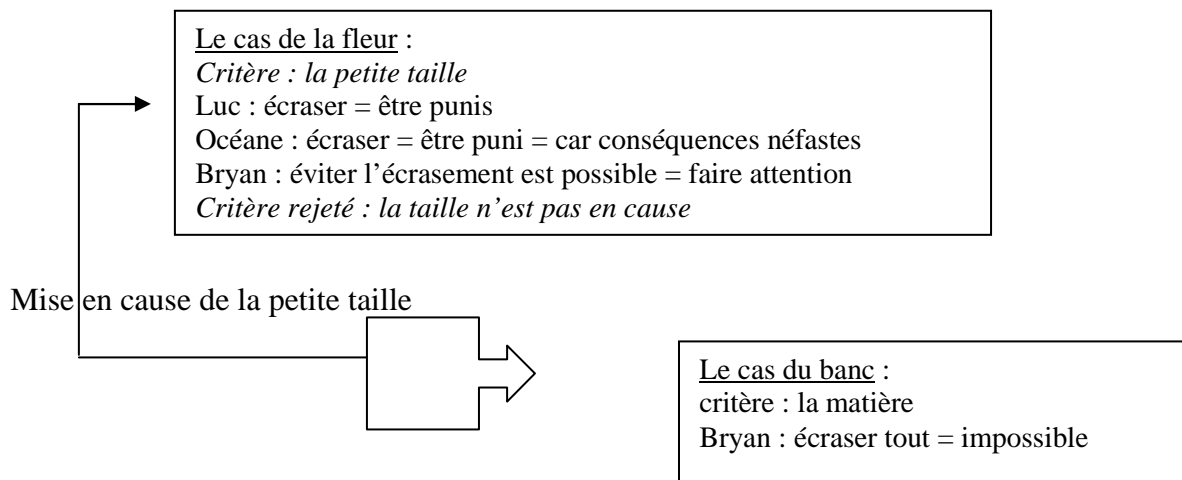 Le cas de la fleur :
Critère : la petite taille
Luc : écraser = être punis
Océane : écraser = être puni = car conséquences néfastes
Bryan : éviter l'écrasement est possible = faire attention
Critère rejeté : la taille n'est pas en cause
Mise en cause de la petite taille
Le cas du banc :
critère : la matière
Bryan : écraser tout = impossible